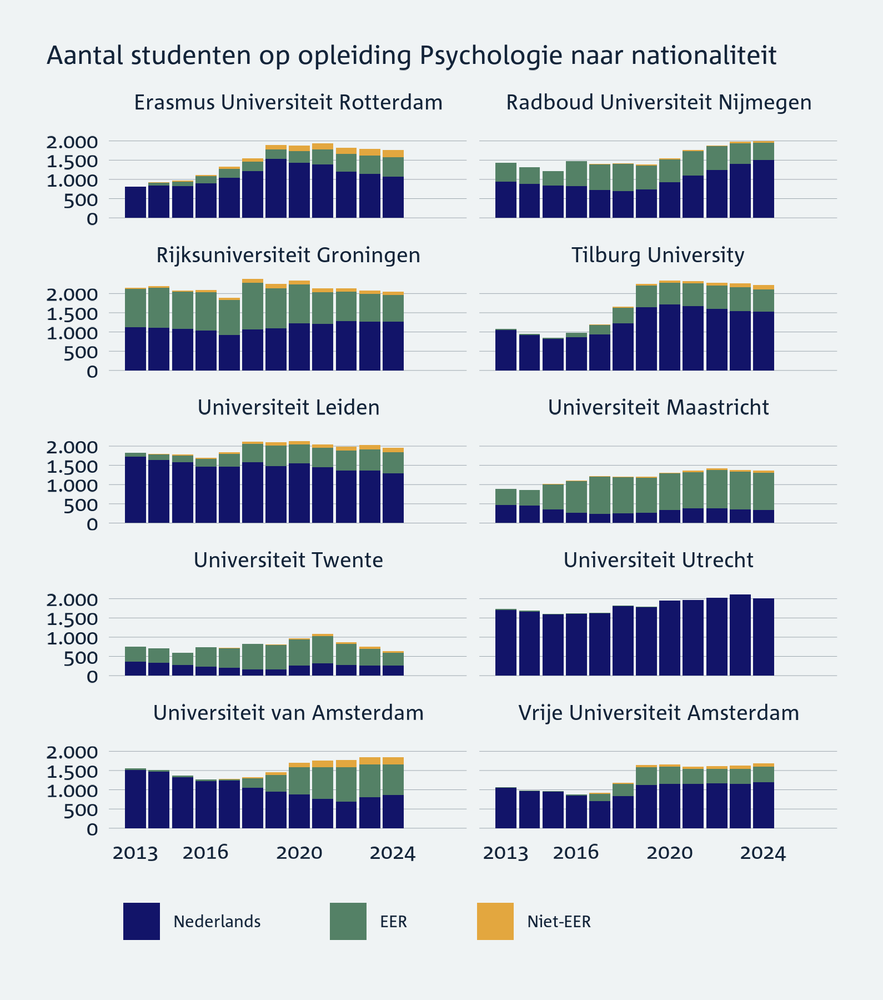 Aantal studenten op opleiding Psychologie naar nationaliteit
Erasmus Universiteit Rotterdam
Radboud Universiteit Nijmegen
2.000
1.500
1.000
500
0
Rijksuniversiteit Groningen
Tilburg University
2.000
1.500
1.000
500
0
Universiteit Leiden
Universiteit Maastricht
2.000
1.500
1.000
500
0
Universiteit Twente
Universiteit Utrecht
2.000
1.500
1.000
500
0
Universiteit van Amsterdam
Vrije Universiteit Amsterdam
2.000
1.500
1.000
500
0
2013 2016 2020 2024
2013 2016 2020 2024
Nederlands
EER
Niet-EER